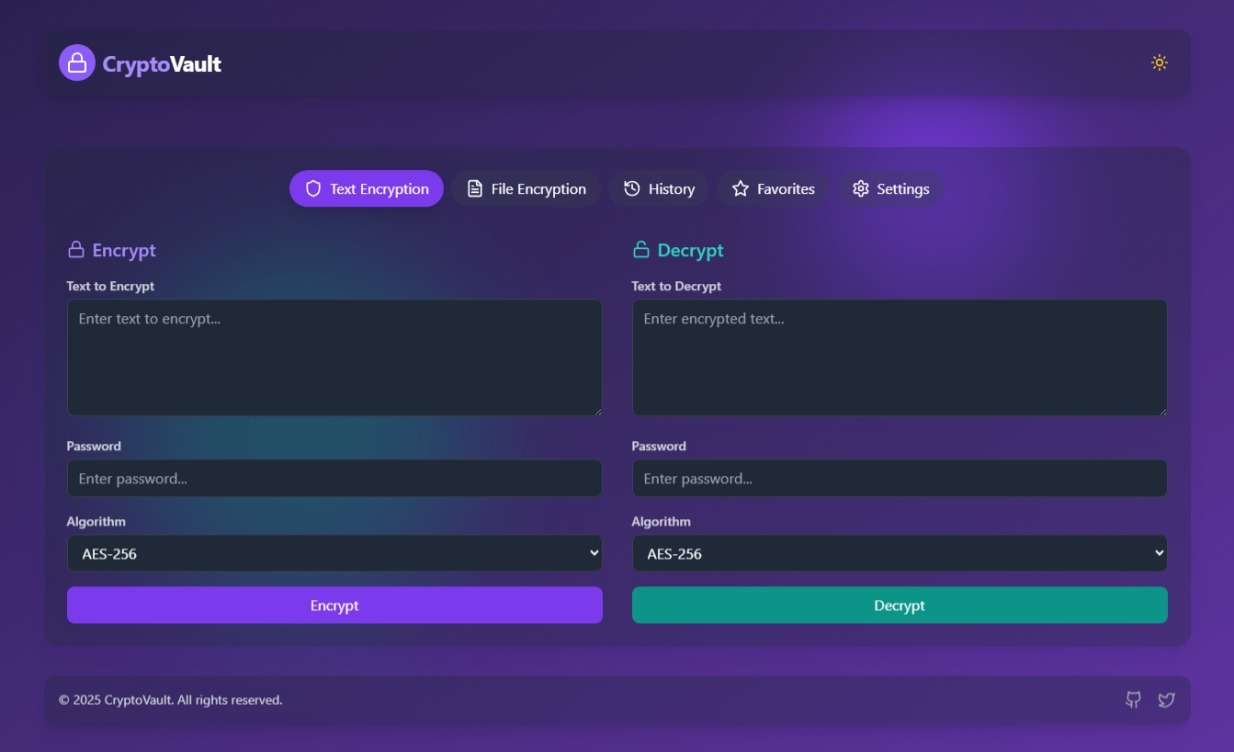 CryptoVault
Text Encryption
File Encryption
History
Favorites
Settings
Encrypt
Text to Encrypt
Enter text to encrypt...
Password
Enter password...
Algorithm
AES-256
Encrypt
Decrypt
Text to Decrypt
Enter encrypted text...
Password
Enter password...
Algorithm
AES-256
Decrypt
© 2025 CryptoVault. All rights reserved.